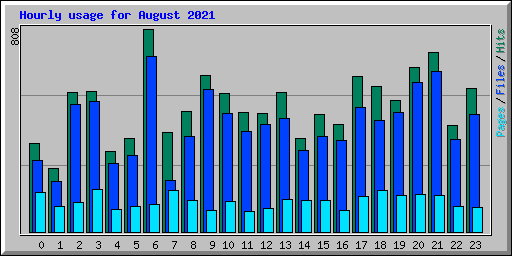 Hourly usage for August 2021
808
Pages/Files/Hits
0 1 2 3 4 5 6 7 8 9 10 11 12 13 14 15 16 17 18 19 20 21 22 23